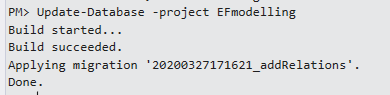 PM> Update-Database -project EFmodelling
Build started...
Build succeeded.
Applying migration '20200327171621_addRelations'.
Done.